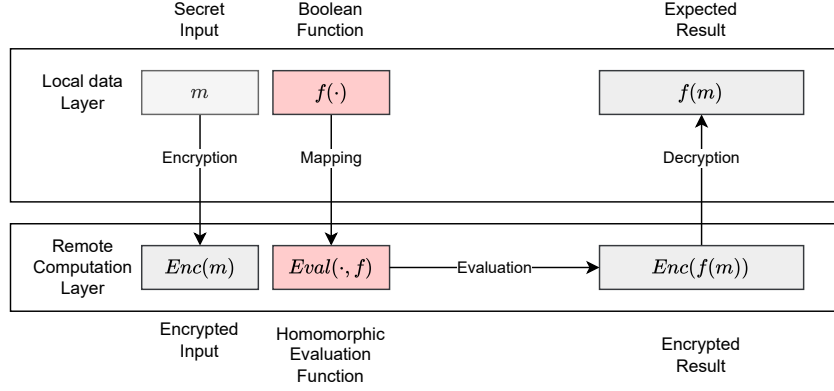 Secret
Input
Boolean
Function
Expected
Result
Local data
Layer
m
f(·)
f(m)
Encryption
Mapping
Decryption
Remote
Computation
Layer
Enc(m)
Eval(·, f)
Evaluation
Enc(f(m))
Encrypted
Input
Homomorphic
Evaluation
Function
Encrypted
Result